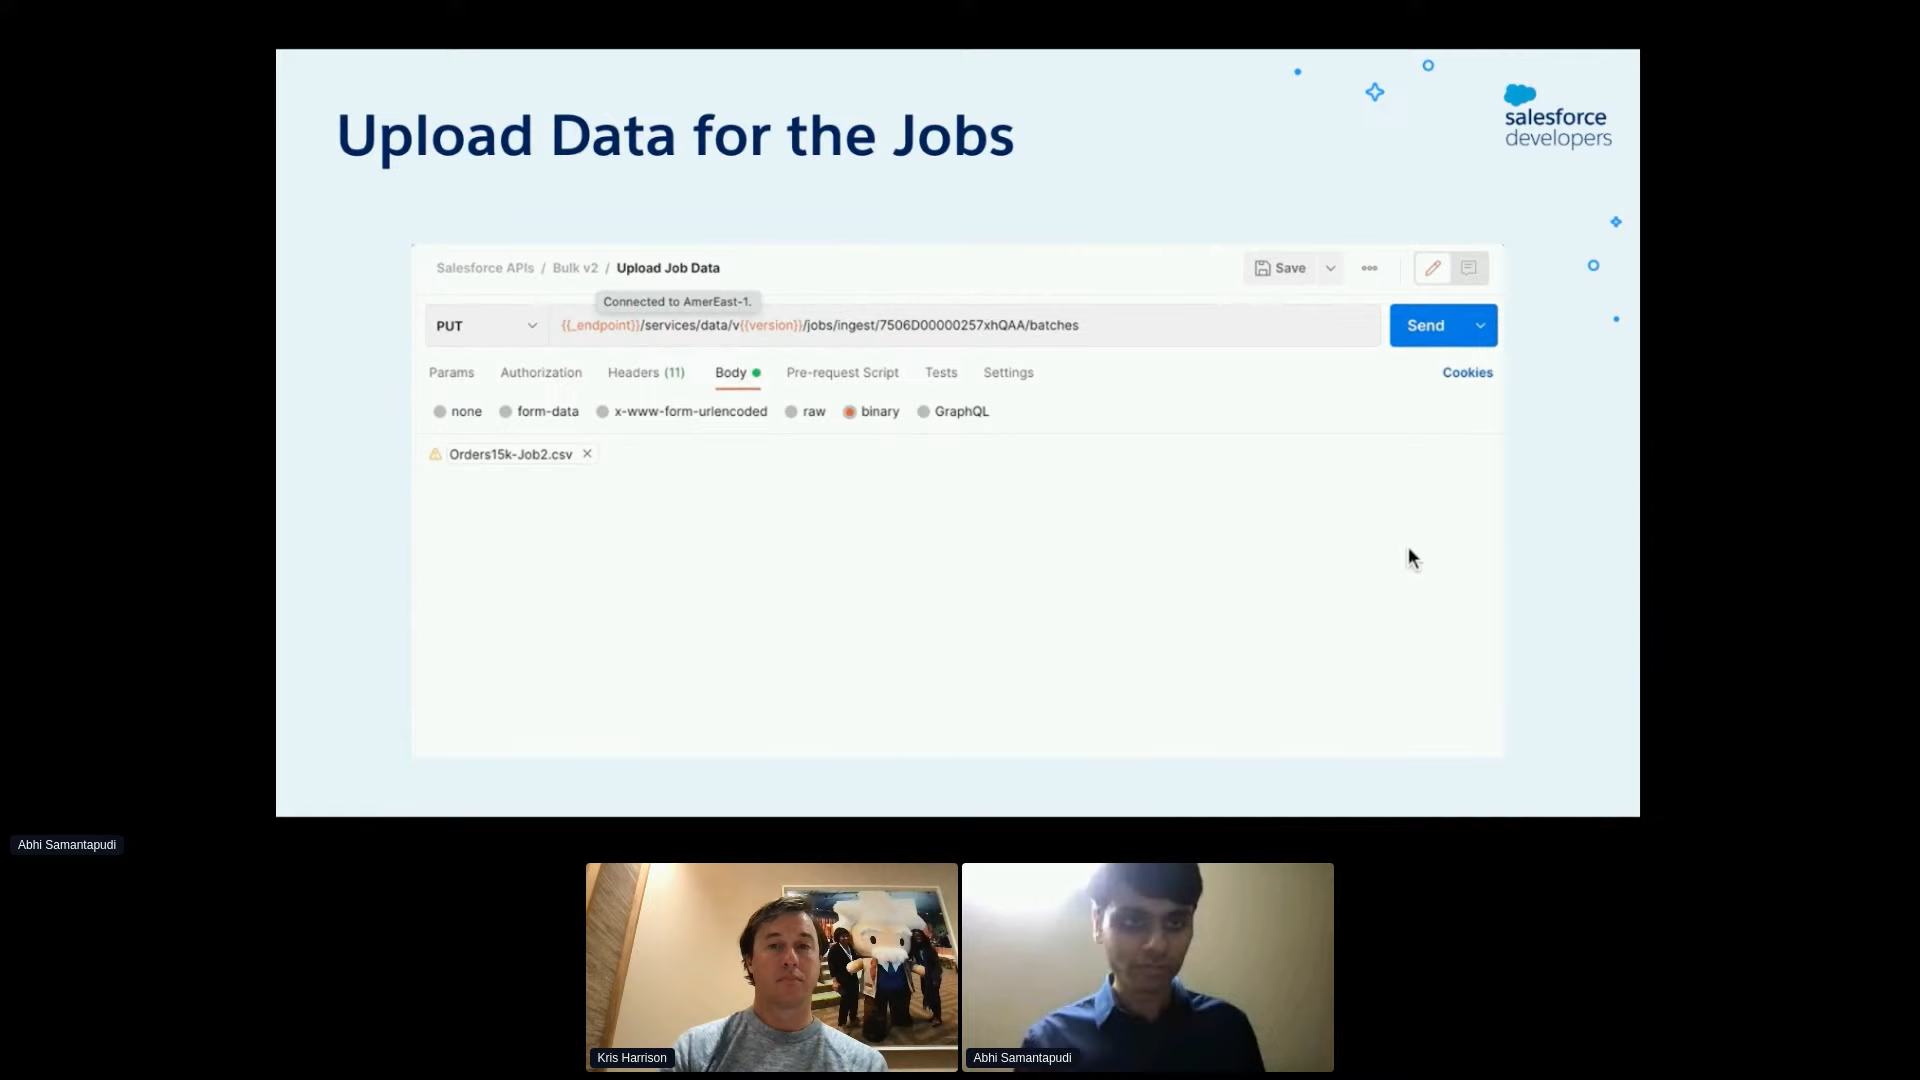 Upload Data for the Jobs
salesforce
developers
Salesforce APIs / Bulk v2 / Upload Job Data
Save
Connected to AmerEast-1.
PUT
{{_endpoint}}/services/data/v{{version}}/jobs/ingest/7506D00000257xhQAA/batches
Send
Params Authorization Headers (11) Body Pre-request Script Tests Settings Cookies
none form-data x-www-form-urlencoded raw binary GraphQL
Orders15k-Job2.csv
Abhi Samantapudi
Kris Harrison
Abhi Samantapudi